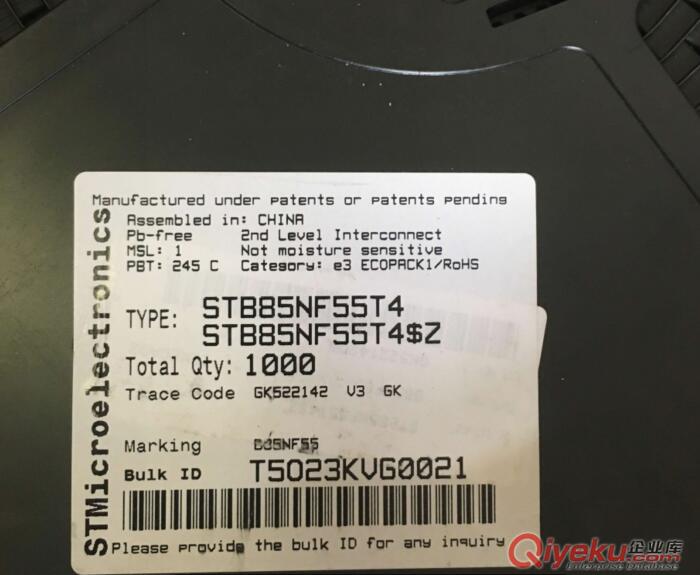 Manufactured under patents or patents pending
Assembled in: CHINA
Pb-free 2nd Level Interconnect
MSL: 1 Not moisture sensitive
PBT: 245 C Category: e3 ECOPACK1/RoHS
TYPE: STB85NF55T4
STB85NF55T4$Z
Total Qty: 1000
Trace Code GK522142 V3 GK
Marking B85NF55
Bulk ID T5023KVG0021
Please provide the bulk ID for any inquiry
STMicroelectronics
Qiyeku.com 企业库
Enterprise Database